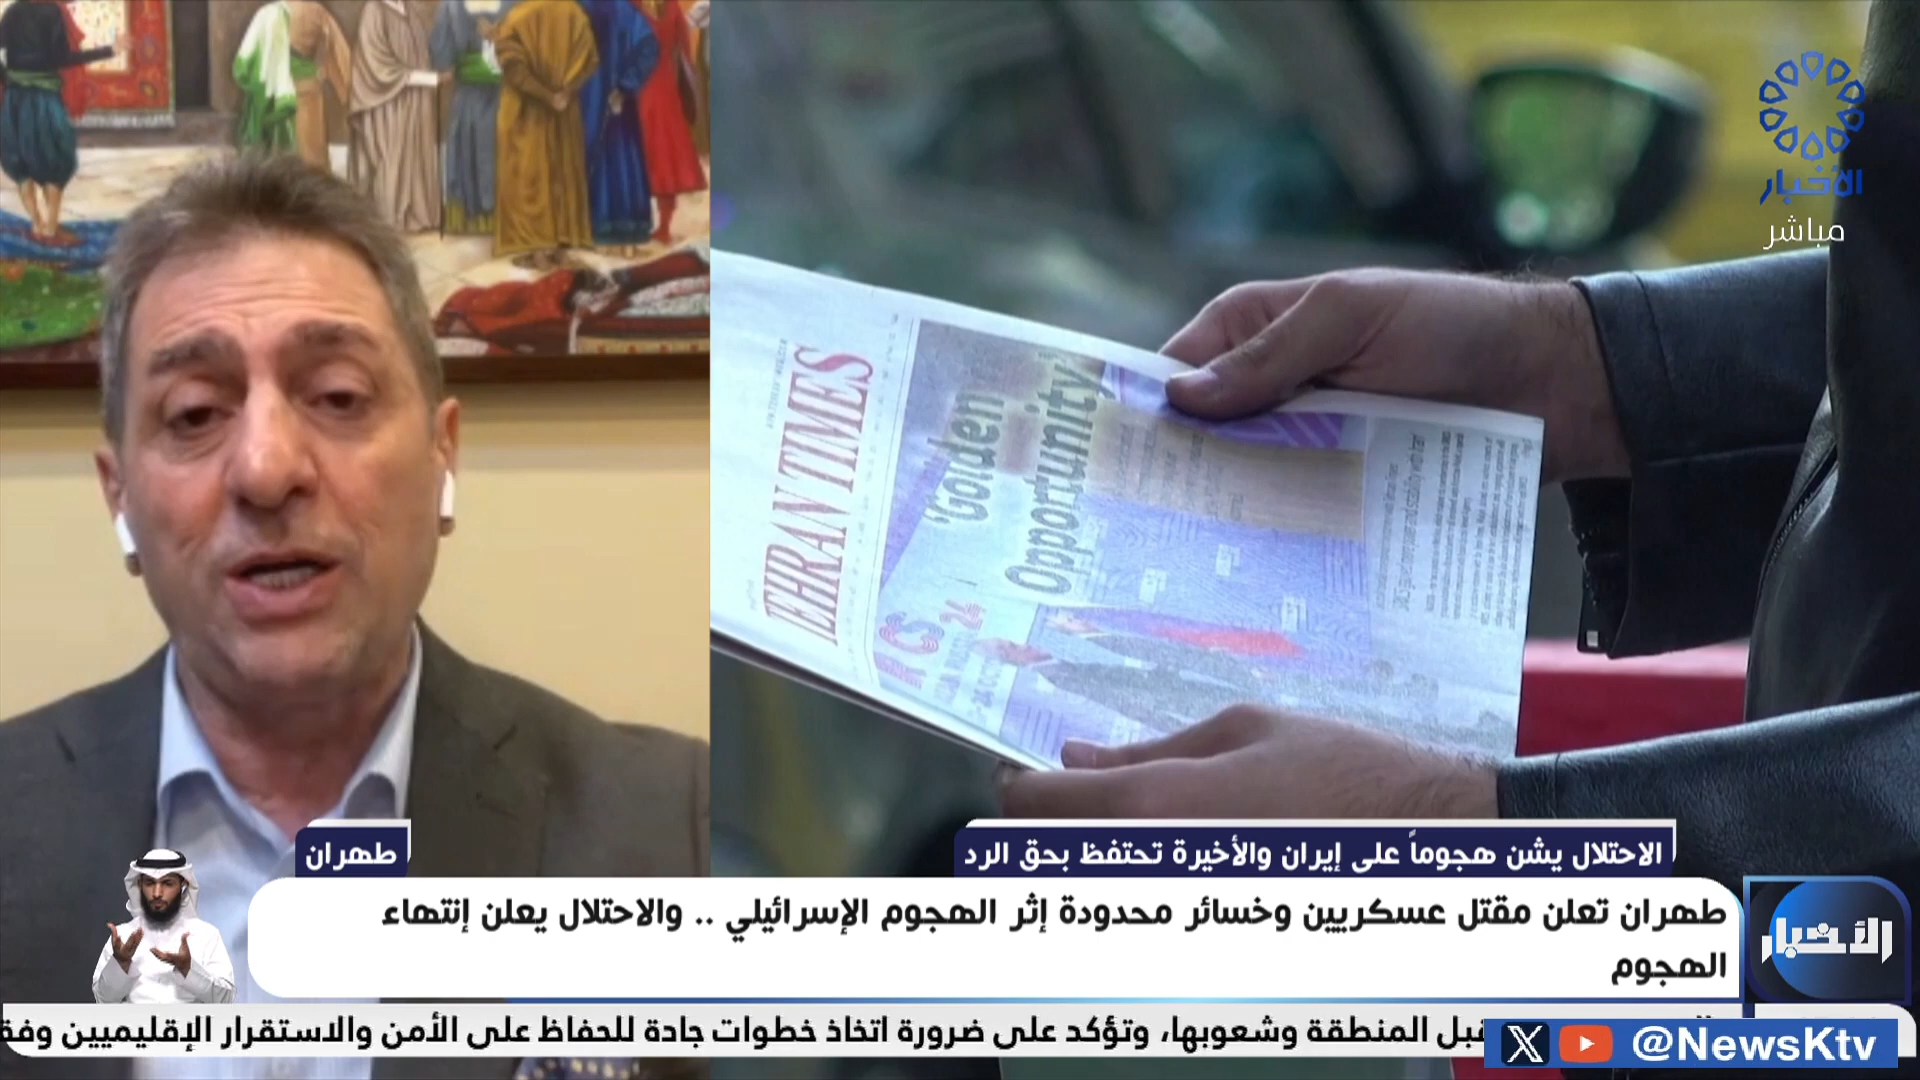 الأخبار
مباشر
TEHRAN TIMES
'Golden
Opportunity'
طهران
الاحتلال يشن هجوماً على إيران والأخيرة تحتفظ بحق الرد
طهران تعلن مقتل عسكريين وخسائر محدودة إثر الهجوم الإسرائيلي .. والاحتلال يعلن إنتهاء
الهجوم
الأخبار
المنطقة وشعوبها، وتؤكد على ضرورة اتخاذ خطوات جادة للحفاظ على الأمن والاستقرار الإقليميين
@NewsKtv